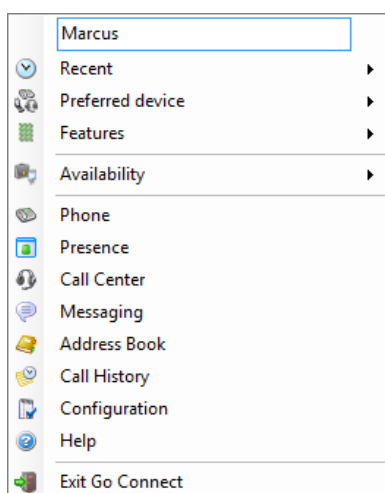 Marcus
Recent
Preferred device
Features
Availability
Phone
Presence
Call Center
Messaging
Address Book
Call History
Configuration
Help
Exit Go Connect